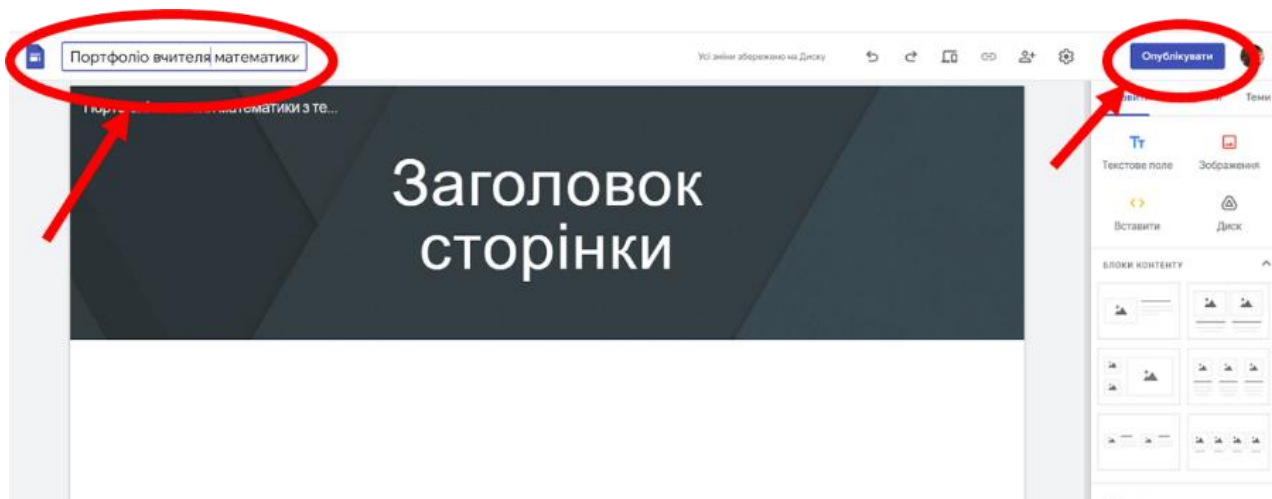 Портфоліо вчителя математики
Усі зміни збережено на Диску
Опублікувати
математики з те...
Теми
Заголовок
сторінки
Текстове поле
Зображення
Вставити
Диск
БЛОКИ КОНТЕНТУ